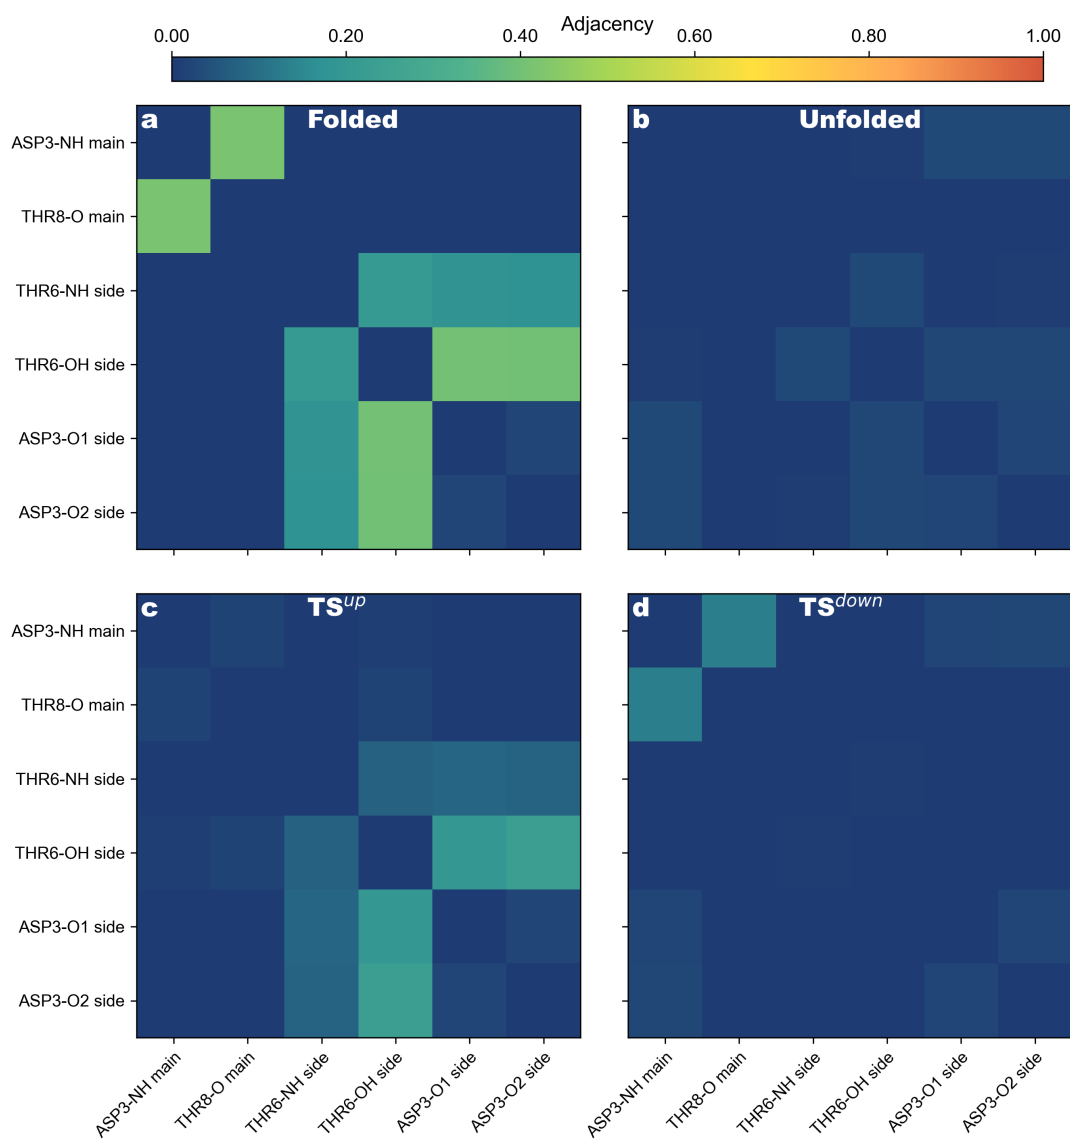 Adjacency
0.00 0.20 0.40 0.60 0.80 1.00
a Folded
b Unfolded
ASP3-NH main
THR8-O main
THR6-NH side
THR6-OH side
ASP3-O1 side
ASP3-O2 side
c TSup
d TSdown
ASP3-NH main
THR8-O main
THR6-NH side
THR6-OH side
ASP3-O1 side
ASP3-O2 side
ASP3-NH main THR8-O main THR6-NH side THR6-OH side ASP3-O1 side ASP3-O2 side
ASP3-NH main THR8-O main THR6-NH side THR6-OH side ASP3-O1 side ASP3-O2 side